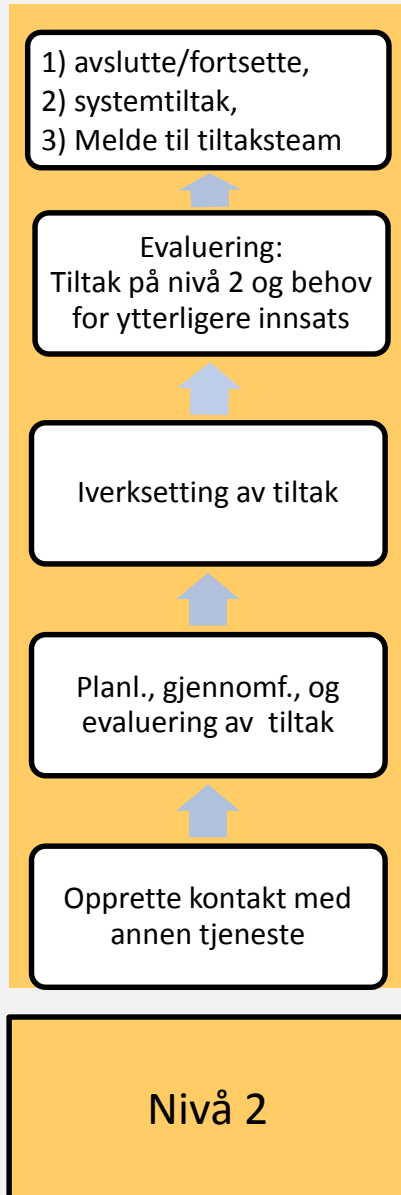 1) avslutte/fortsette,
2) systemtiltak,
3) Melde til tiltaksteam
Evaluering:
Tiltak på nivå 2 og behov
for ytterligere innsats
Iverksetting av tiltak
Planl., gjennomf., og
evaluering av  tiltak
Opprette kontakt med
annen tjeneste
Nivå 2